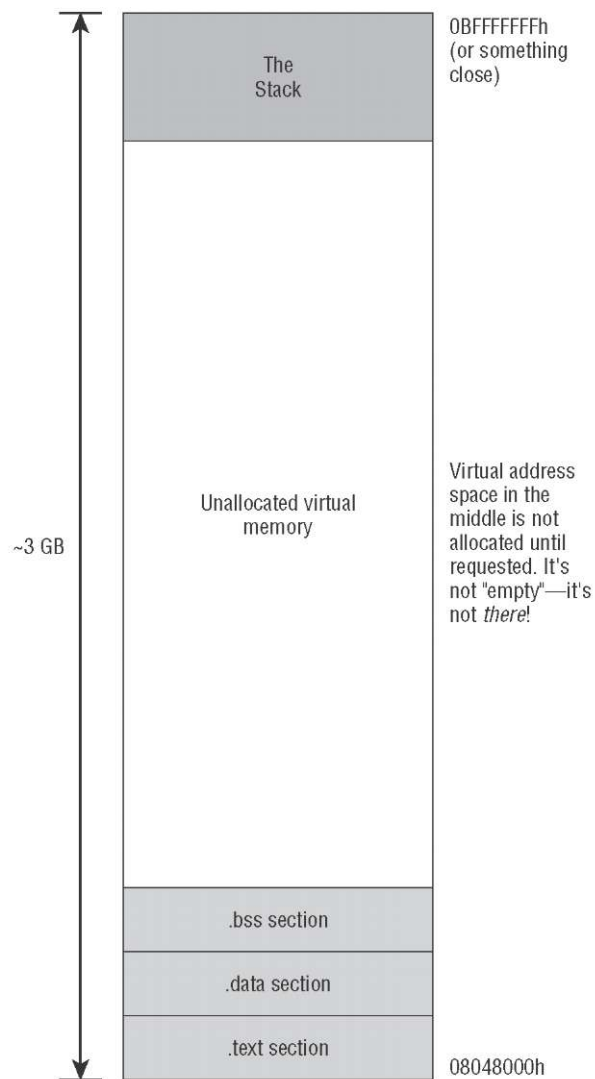 The
Stack
0BFFFFFFFh
(or something
close)
~3 GB
Unallocated virtual
memory
Virtual address
space in the
middle is not
allocated until
requested. It's
not "empty"—it's
not there!
.bss section
.data section
.text section
08048000h